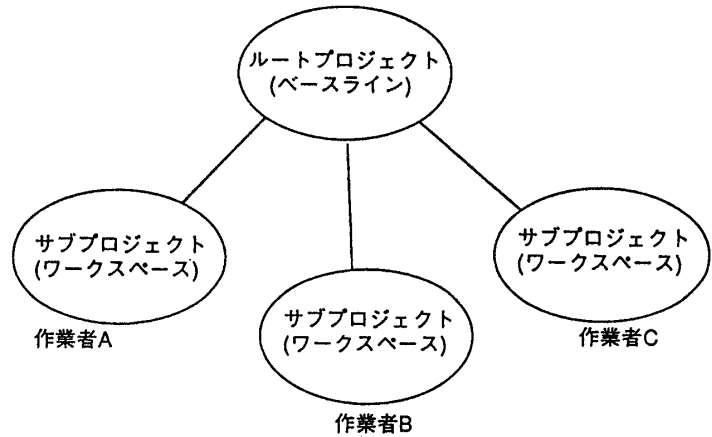 ルートプロジェクト
(ベースライン)
サブプロジェクト
(ワークスペース)
作業者A
サブプロジェクト
(ワークスペース)
作業者B
サブプロジェクト
(ワークスペース)
作業者C